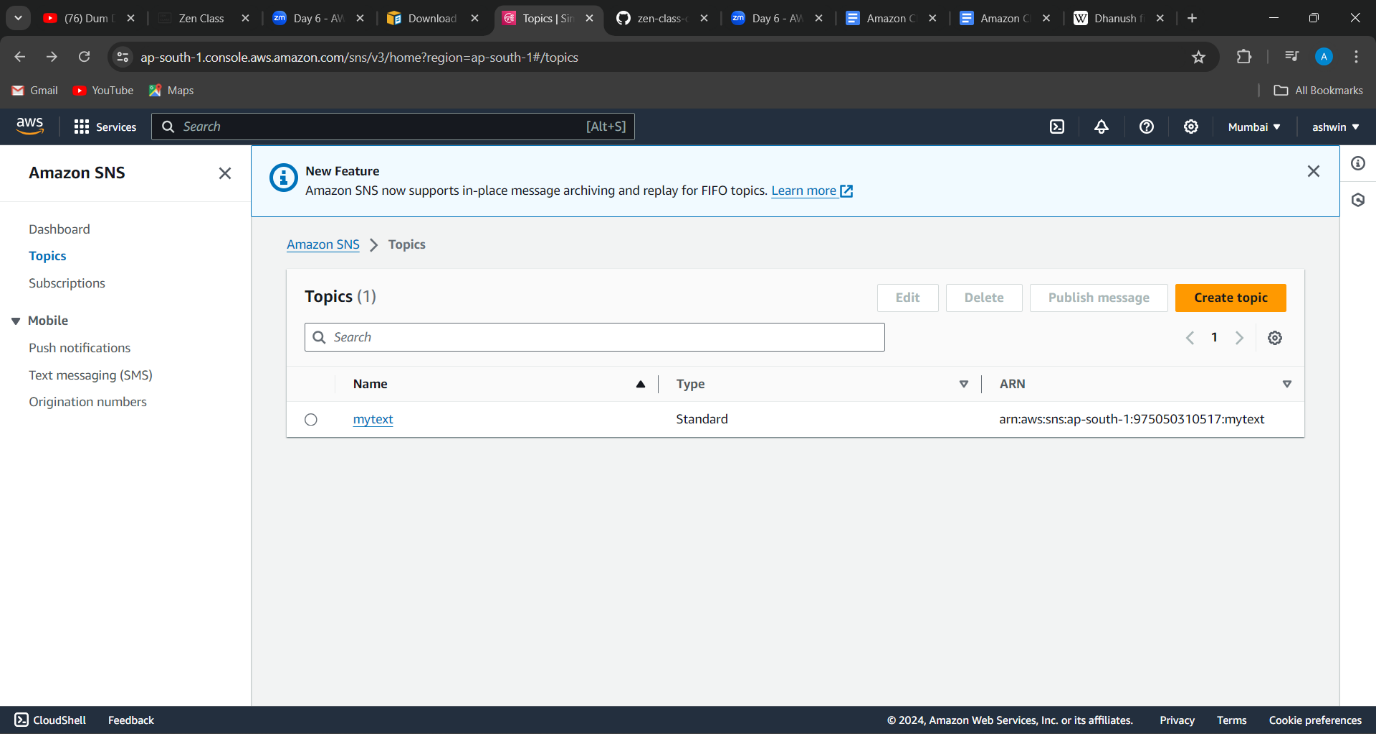 (76) Dum
Zen Class
zm Day 6 - AW
Download
Topics | Sim
zen-class-
zm Day 6 - AW
Amazon C
Amazon C
W Dhanush f
ap-south-1.console.aws.amazon.com/sns/v3/home?region=ap-south-1#/topics
A
Gmail
YouTube
Maps
All Bookmarks
aws
Services
Search [Alt+S]
Mumbai
ashwin
Amazon SNS
New Feature
Amazon SNS now supports in-place message archiving and replay for FIFO topics. Learn more
Dashboard
Topics
Subscriptions
Mobile
Push notifications
Text messaging (SMS)
Origination numbers
Amazon SNS > Topics
Topics (1)
Edit
Delete
Publish message
Create topic
Search
1
Name Type ARN
mytext Standard arn:aws:sns:ap-south-1:975050310517:mytext
CloudShell
Feedback
© 2024, Amazon Web Services, Inc. or its affiliates.
Privacy
Terms
Cookie preferences